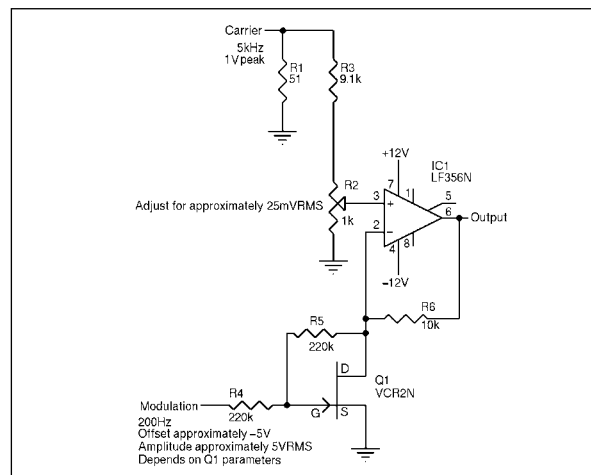 Carrier
5kHz
1Vpeak
R1
51
R3
9.1k
+12V
IC1
LF356N
7
1
5
R2
3
+
6
Output
Adjust for approximately 25mVRMS
1k
2
−
4
8
−12V
R6
10k
R5
220k
D
Q1
VCR2N
R4
Modulation
220k
G
S
200Hz
Offset approximately −5V
Amplitude approximately 5VRMS
Depends on Q1 parameters